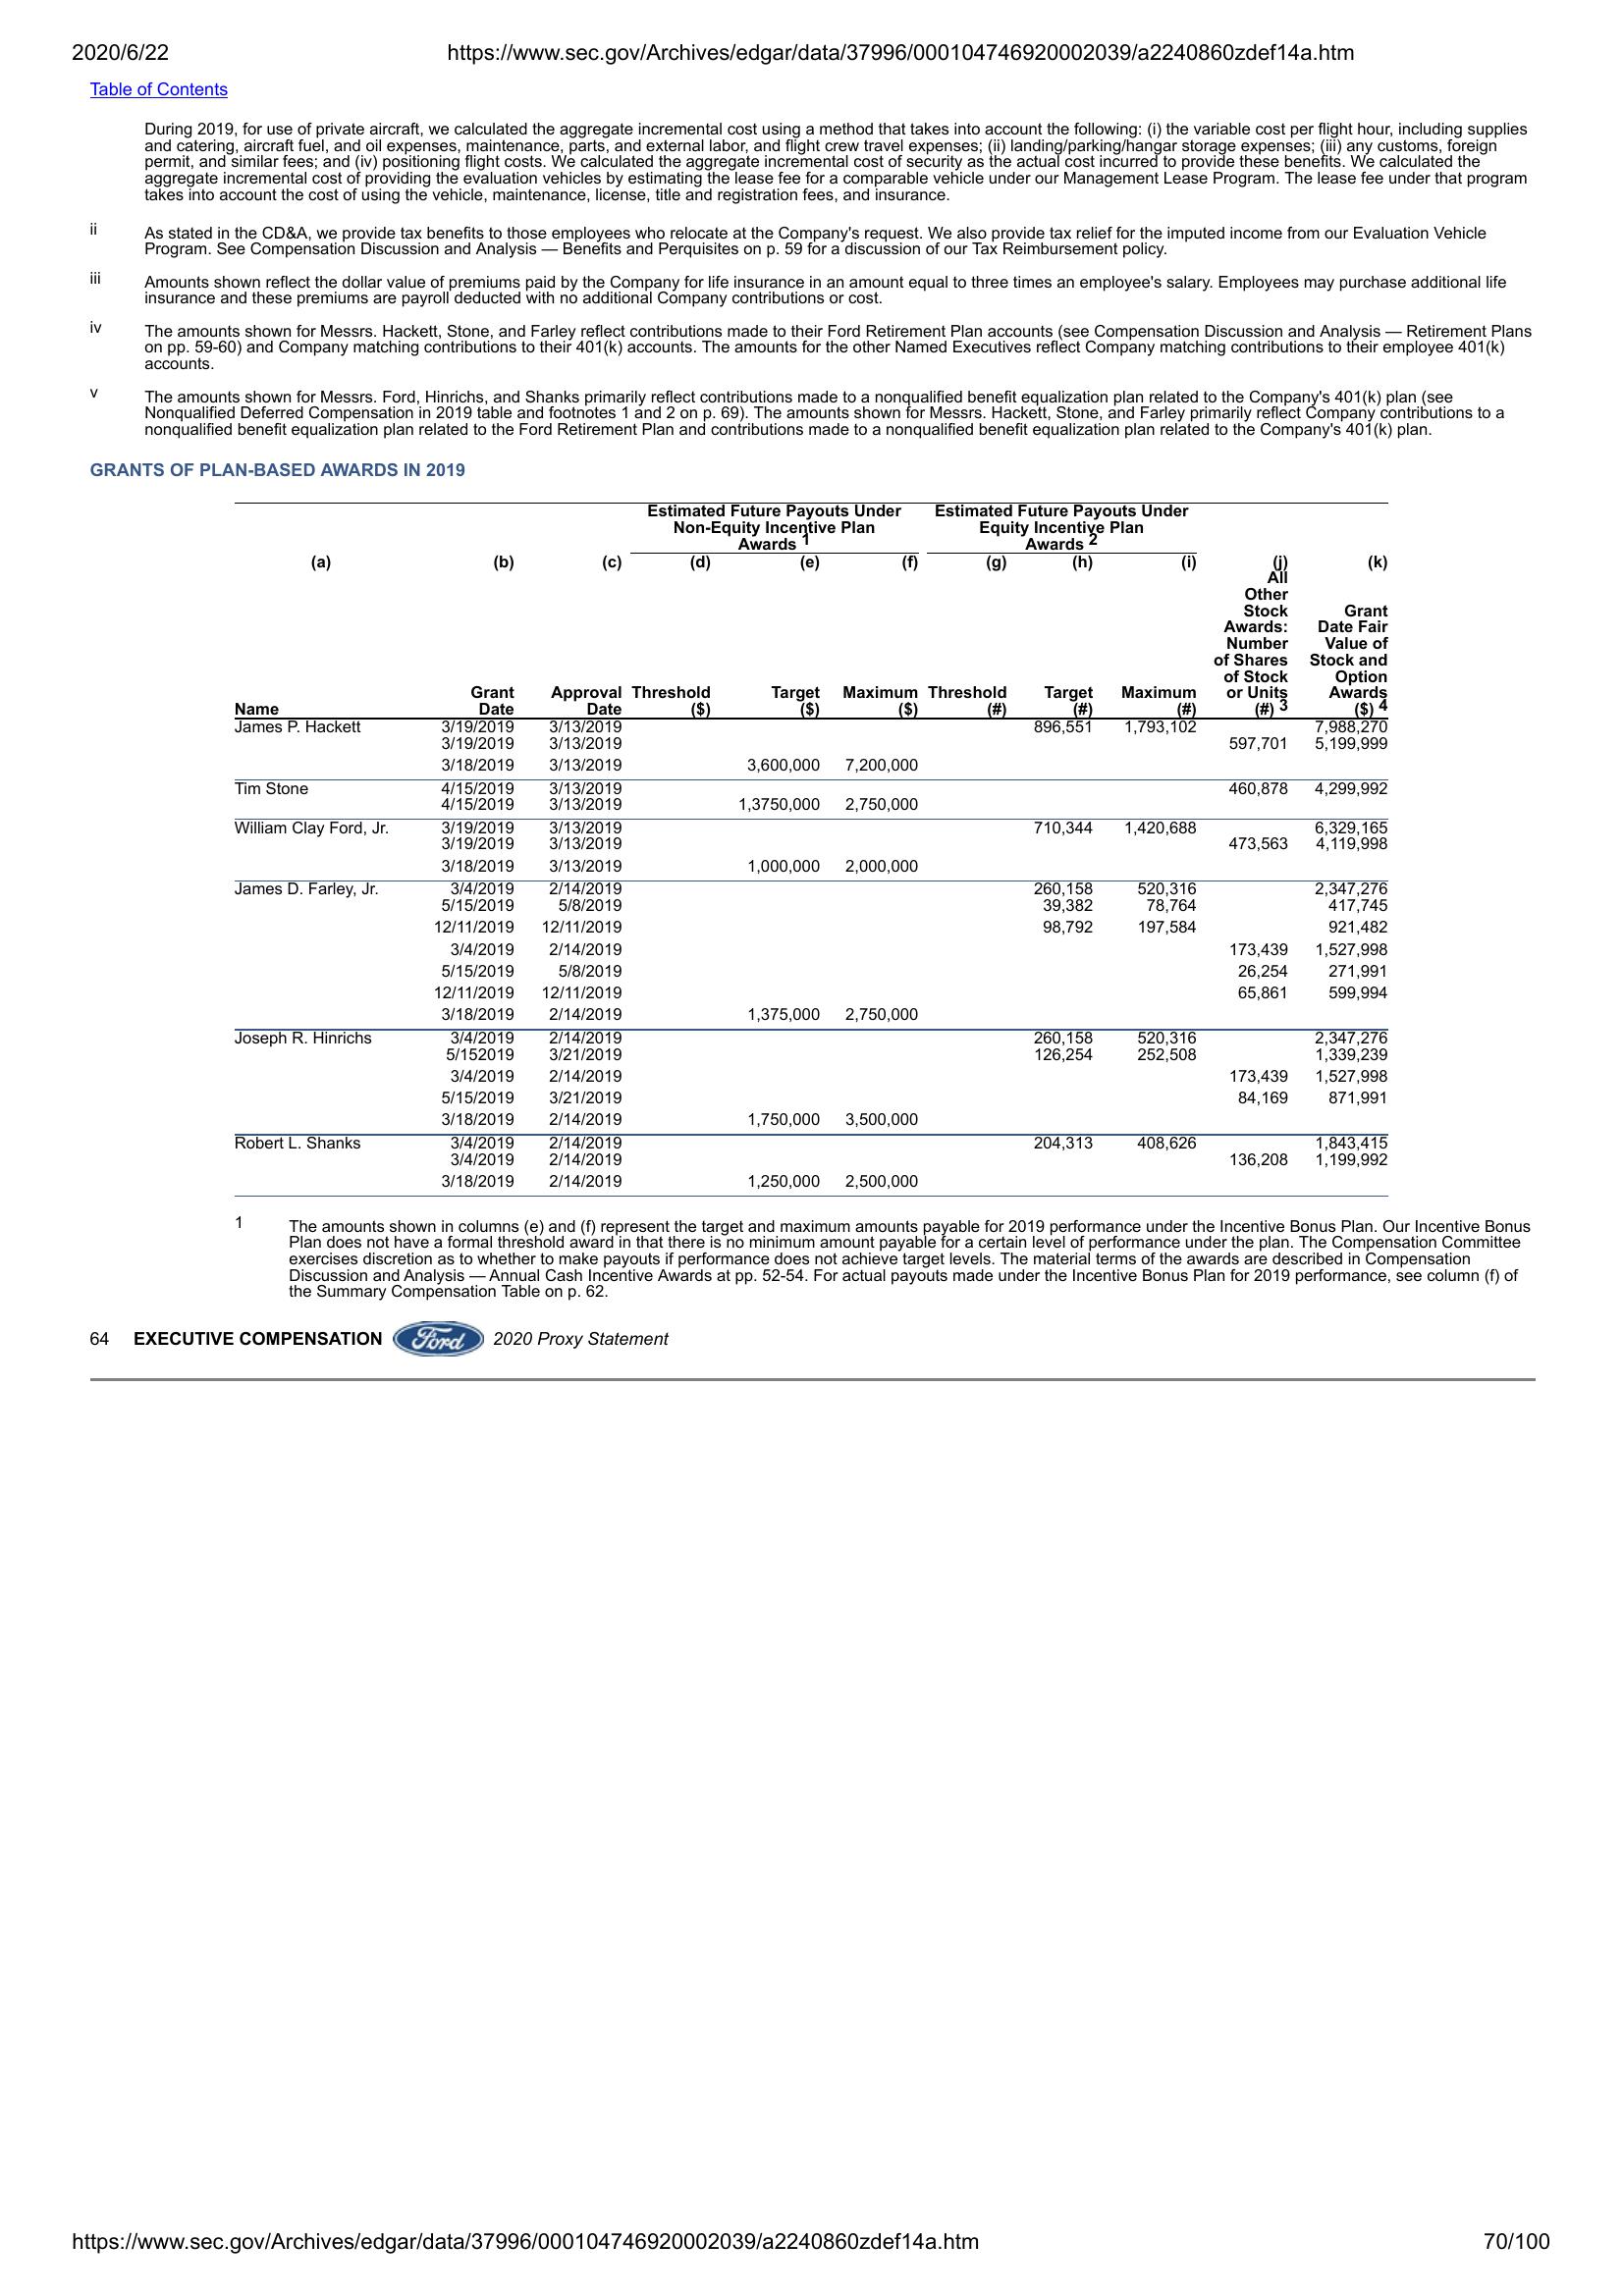 2020/6/22 https://www.sec.gov/Archives/edgar/data/37996/000104746920002039/a2240860zdef14a.htm
Table of Contents
During 2019, for use of private aircraft, we calculated the aggregate incremental cost using a method that takes into account the following: (i) the variable cost per flight hour, including supplies
and catering, aircraft fuel, and oil expenses, maintenance, parts, and external labor, and flight crew travel expenses; (ii) landing/parking/hangar storage expenses; (iii) any customs, foreign
permit, and similar fees; and (iv) positioning flight costs. We calculated the aggregate incremental cost of security as the actual cost incurred to provide these benefits. We calculated the
aggregate incremental cost of providing the evaluation vehicles by estimating the lease fee for a comparable vehicle under our Management Lease Program. The lease fee under that program
takes into account the cost of using the vehicle, maintenance, license, title and registration fees, and insurance.
ii As stated in the CD&A, we provide tax benefits to those employees who relocate at the Company's request. We also provide tax relief for the imputed income from our Evaluation Vehicle
Program. See Compensation Discussion and Analysis — Benefits and Perquisites on p. 59 for a discussion of our Tax Reimbursement policy.
iii Amounts shown reflect the dollar value of premiums paid by the Company for life insurance in an amount equal to three times an employee's salary. Employees may purchase additional life
insurance and these premiums are payroll deducted with no additional Company contributions or cost.
iv The amounts shown for Messrs. Hackett, Stone, and Farley reflect contributions made to their Ford Retirement Plan accounts (see Compensation Discussion and Analysis — Retirement Plans
on pp. 59-60) and Company matching contributions to their 401(k) accounts. The amounts for the other Named Executives reflect Company matching contributions to their employee 401(k)
accounts.
v The amounts shown for Messrs. Ford, Hinrichs, and Shanks primarily reflect contributions made to a nonqualified benefit equalization plan related to the Company's 401(k) plan (see
Nonqualified Deferred Compensation in 2019 table and footnotes 1 and 2 on p. 69). The amounts shown for Messrs. Hackett, Stone, and Farley primarily reflect Company contributions to a
nonqualified benefit equalization plan related to the Ford Retirement Plan and contributions made to a nonqualified benefit equalization plan related to the Company's 401(k) plan.
GRANTS OF PLAN-BASED AWARDS IN 2019
Estimated Future Payouts Under Estimated Future Payouts Under
Non-Equity Incentive Plan Equity Incentive Plan
Awards 1 Awards 2
(a) (b) (c) (d) (e) (f) (g) (h) (i) (j) (k)
All
Other
Stock Grant
Awards: Date Fair
Number Value of
of Shares Stock and
of Stock Option
Grant Approval Threshold Target Maximum Threshold Target Maximum or Units Awards
Name Date Date ($) ($) ($) (#) (#) (#) (#) 3 ($) 4
James P. Hackett 3/19/2019 3/13/2019 896,551 1,793,102 7,988,270
3/19/2019 3/13/2019 597,701 5,199,999
3/18/2019 3/13/2019 3,600,000 7,200,000
Tim Stone 4/15/2019 3/13/2019 460,878 4,299,992
4/15/2019 3/13/2019 1,3750,000 2,750,000
William Clay Ford, Jr. 3/19/2019 3/13/2019 710,344 1,420,688 6,329,165
3/19/2019 3/13/2019 473,563 4,119,998
3/18/2019 3/13/2019 1,000,000 2,000,000
James D. Farley, Jr. 3/4/2019 2/14/2019 260,158 520,316 2,347,276
5/15/2019 5/8/2019 39,382 78,764 417,745
12/11/2019 12/11/2019 98,792 197,584 921,482
3/4/2019 2/14/2019 173,439 1,527,998
5/15/2019 5/8/2019 26,254 271,991
12/11/2019 12/11/2019 65,861 599,994
3/18/2019 2/14/2019 1,375,000 2,750,000
Joseph R. Hinrichs 3/4/2019 2/14/2019 260,158 520,316 2,347,276
5/152019 3/21/2019 126,254 252,508 1,339,239
3/4/2019 2/14/2019 173,439 1,527,998
5/15/2019 3/21/2019 84,169 871,991
3/18/2019 2/14/2019 1,750,000 3,500,000
Robert L. Shanks 3/4/2019 2/14/2019 204,313 408,626 1,843,415
3/4/2019 2/14/2019 136,208 1,199,992
3/18/2019 2/14/2019 1,250,000 2,500,000
1 The amounts shown in columns (e) and (f) represent the target and maximum amounts payable for 2019 performance under the Incentive Bonus Plan. Our Incentive Bonus
Plan does not have a formal threshold award in that there is no minimum amount payable for a certain level of performance under the plan. The Compensation Committee
exercises discretion as to whether to make payouts if performance does not achieve target levels. The material terms of the awards are described in Compensation
Discussion and Analysis — Annual Cash Incentive Awards at pp. 52-54. For actual payouts made under the Incentive Bonus Plan for 2019 performance, see column (f) of
the Summary Compensation Table on p. 62.
64 EXECUTIVE COMPENSATION Ford 2020 Proxy Statement
https://www.sec.gov/Archives/edgar/data/37996/000104746920002039/a2240860zdef14a.htm 70/100